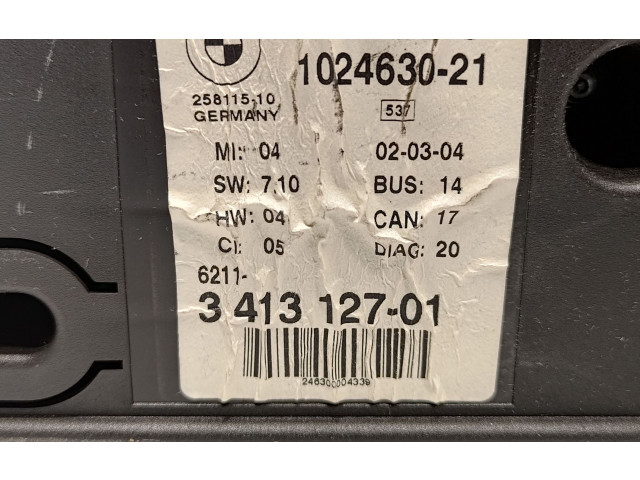 1024630-21
258115-10
GERMANY
537
MI: 04 02-03-04
SW: 7.10 BUS: 14
HW: 04 CAN: 17
CI: 05 DIAG: 20
6211-
3 413 127-01
246300004339